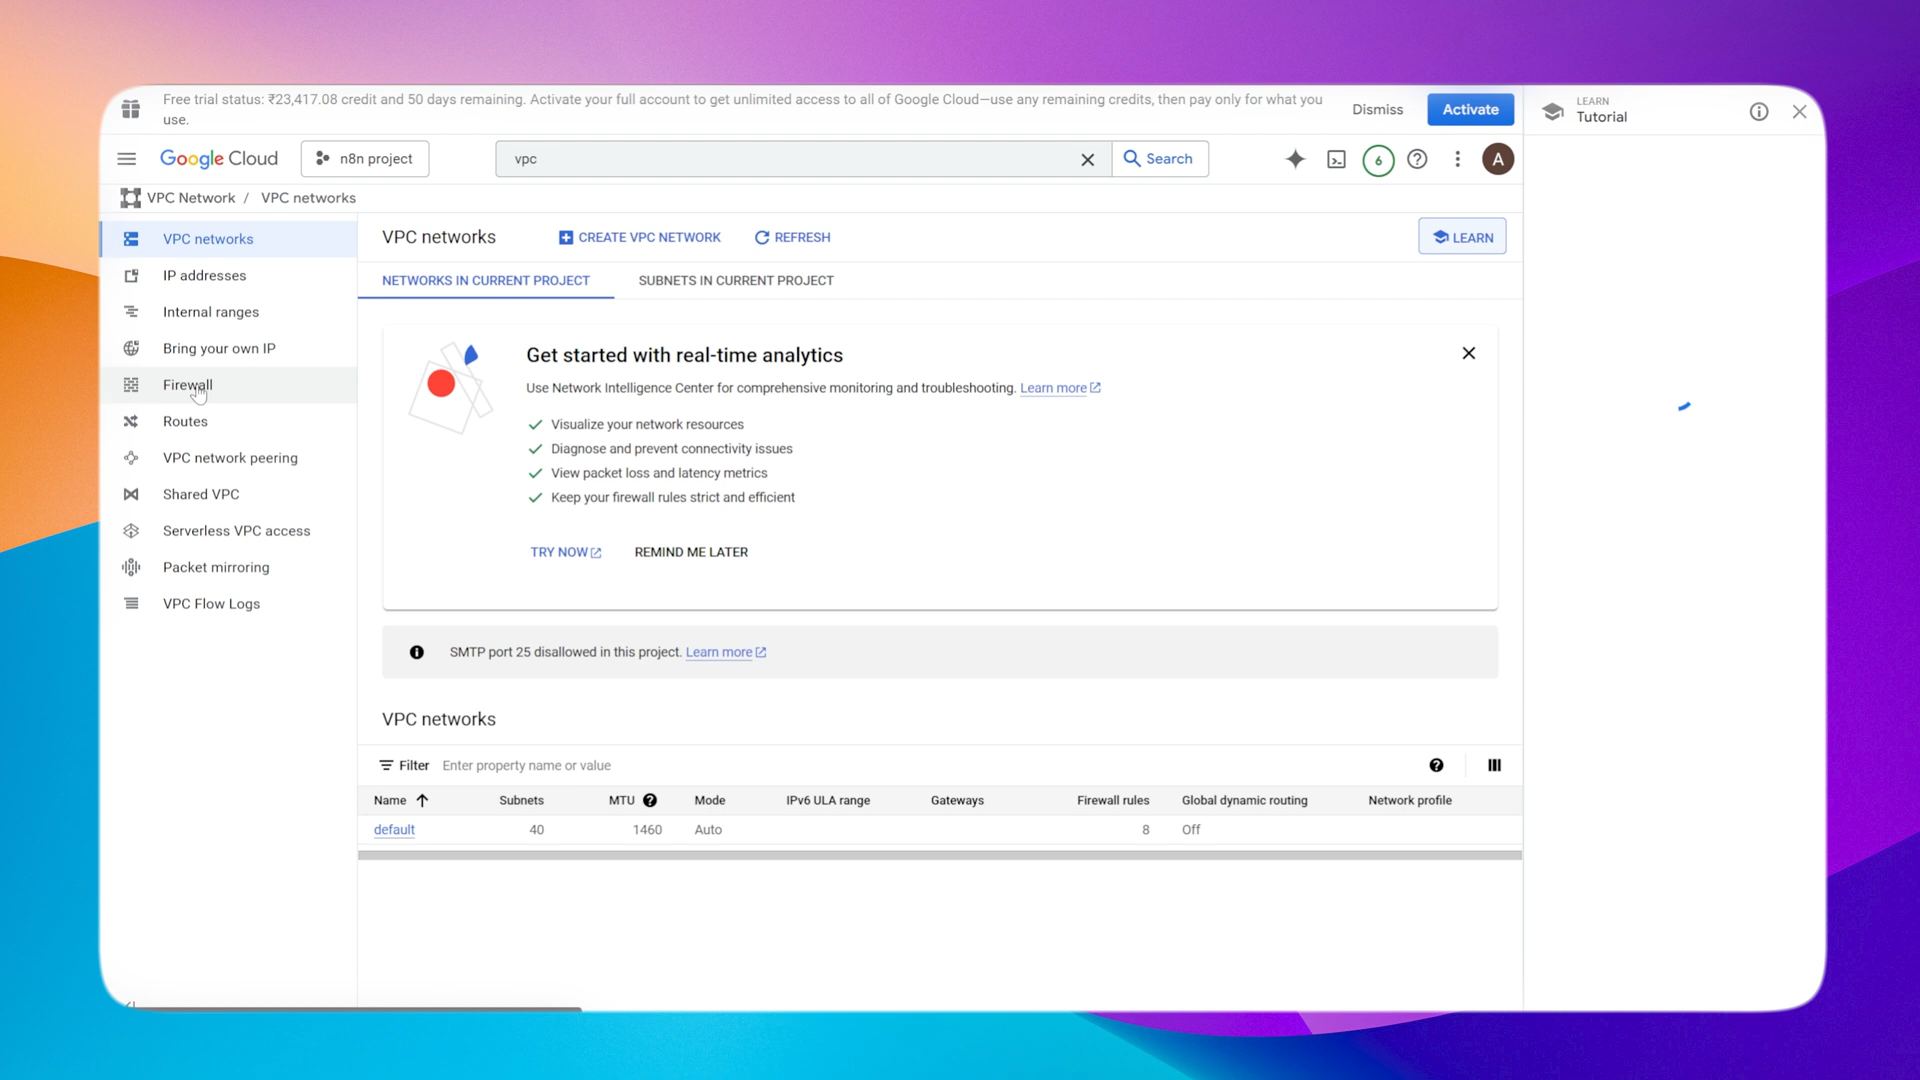 Free trial status: ₹23,417.08 credit and 50 days remaining. Activate your full account to get unlimited access to all of Google Cloud—use any remaining credits, then pay only for what you
use.
Dismiss
Activate
LEARN
Tutorial
Google Cloud
n8n project
vpc
Search
6
A
VPC Network / VPC networks
VPC networks
IP addresses
Internal ranges
Bring your own IP
Firewall
Routes
VPC network peering
Shared VPC
Serverless VPC access
Packet mirroring
VPC Flow Logs
VPC networks
CREATE VPC NETWORK
REFRESH
LEARN
NETWORKS IN CURRENT PROJECT
SUBNETS IN CURRENT PROJECT
Get started with real-time analytics
Use Network Intelligence Center for comprehensive monitoring and troubleshooting. Learn more
Visualize your network resources
Diagnose and prevent connectivity issues
View packet loss and latency metrics
Keep your firewall rules strict and efficient
TRY NOW
REMIND ME LATER
SMTP port 25 disallowed in this project. Learn more
VPC networks
Filter Enter property name or value
Name Subnets MTU Mode IPv6 ULA range Gateways Firewall rules Global dynamic routing Network profile
default 40 1460 Auto 8 Off